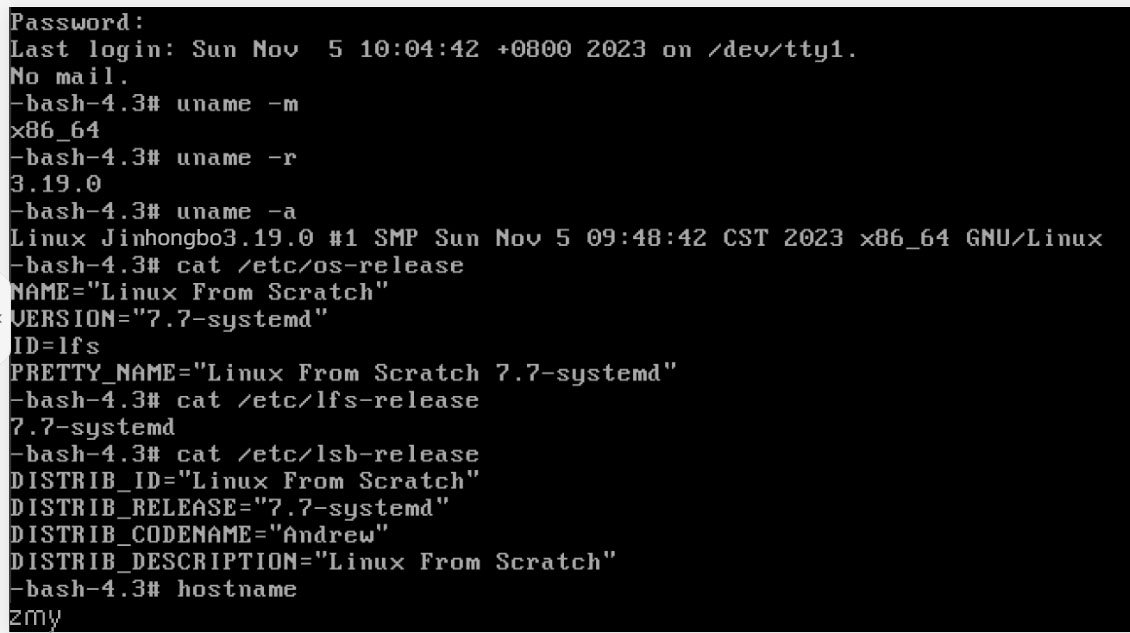 Password:
Last login: Sun Nov  5 10:04:42 +0800 2023 on /dev/tty1.
No mail.
-bash-4.3# uname -m
x86_64
-bash-4.3# uname -r
3.19.0
-bash-4.3# uname -a
Linux Jinhongbo3.19.0 #1 SMP Sun Nov 5 09:48:42 CST 2023 x86_64 GNU/Linux
-bash-4.3# cat /etc/os-release
NAME="Linux From Scratch"
VERSION="7.7-systemd"
ID=lfs
PRETTY_NAME="Linux From Scratch 7.7-systemd"
-bash-4.3# cat /etc/lfs-release
7.7-systemd
-bash-4.3# cat /etc/lsb-release
DISTRIB_ID="Linux From Scratch"
DISTRIB_RELEASE="7.7-systemd"
DISTRIB_CODENAME="Andrew"
DISTRIB_DESCRIPTION="Linux From Scratch"
-bash-4.3# hostname
zmy